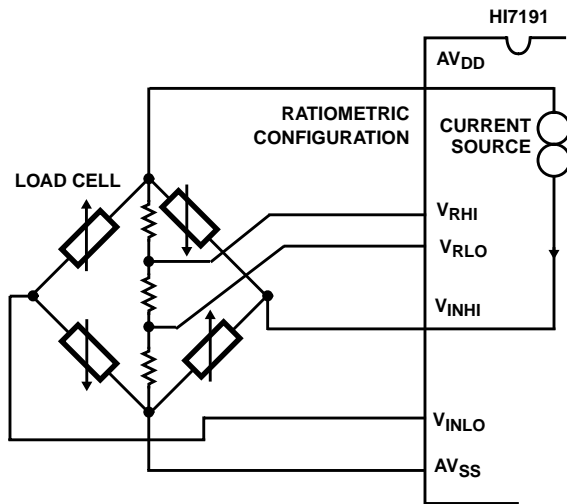 HI7191
AVDD
RATIOMETRIC
CONFIGURATION
CURRENT
SOURCE
LOAD CELL
VRHI
VRLO
VINHI
VINLO
AVSS